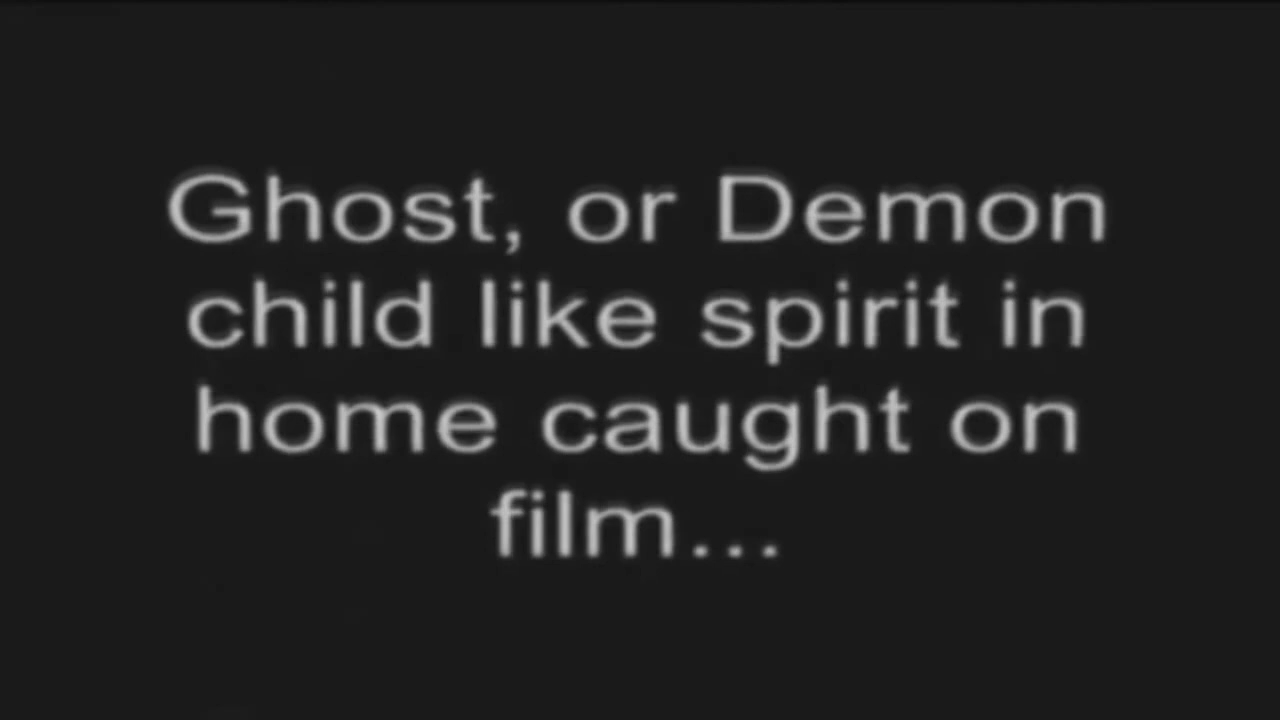 Ghost, or Demon
child like spirit in
home caught on
film...